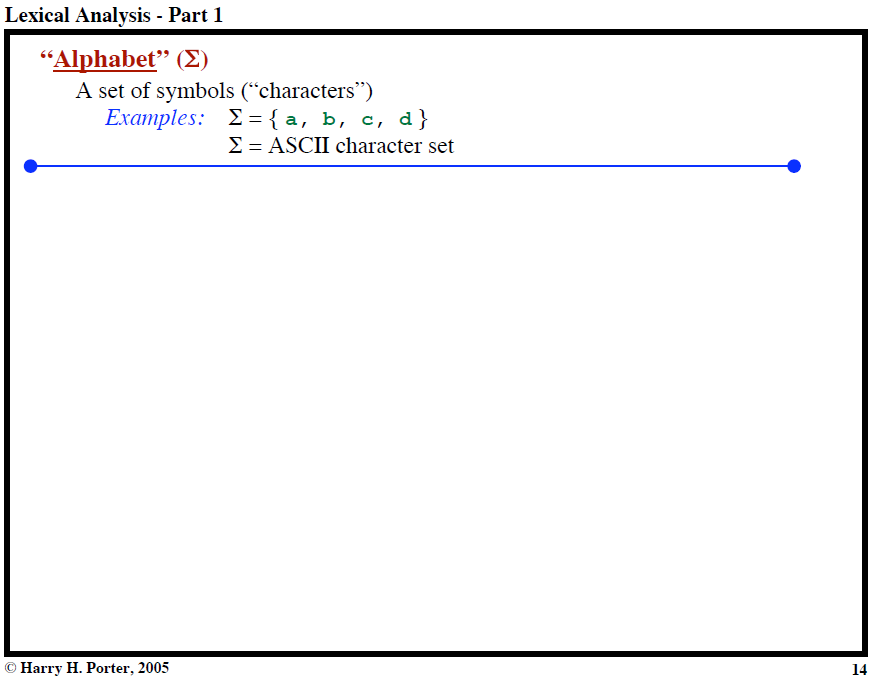 Lexical Analysis - Part 1
“Alphabet” (Σ)
A set of symbols (“characters”)
Examples: Σ = { a, b, c, d }
Σ = ASCII character set
© Harry H. Porter, 2005
14